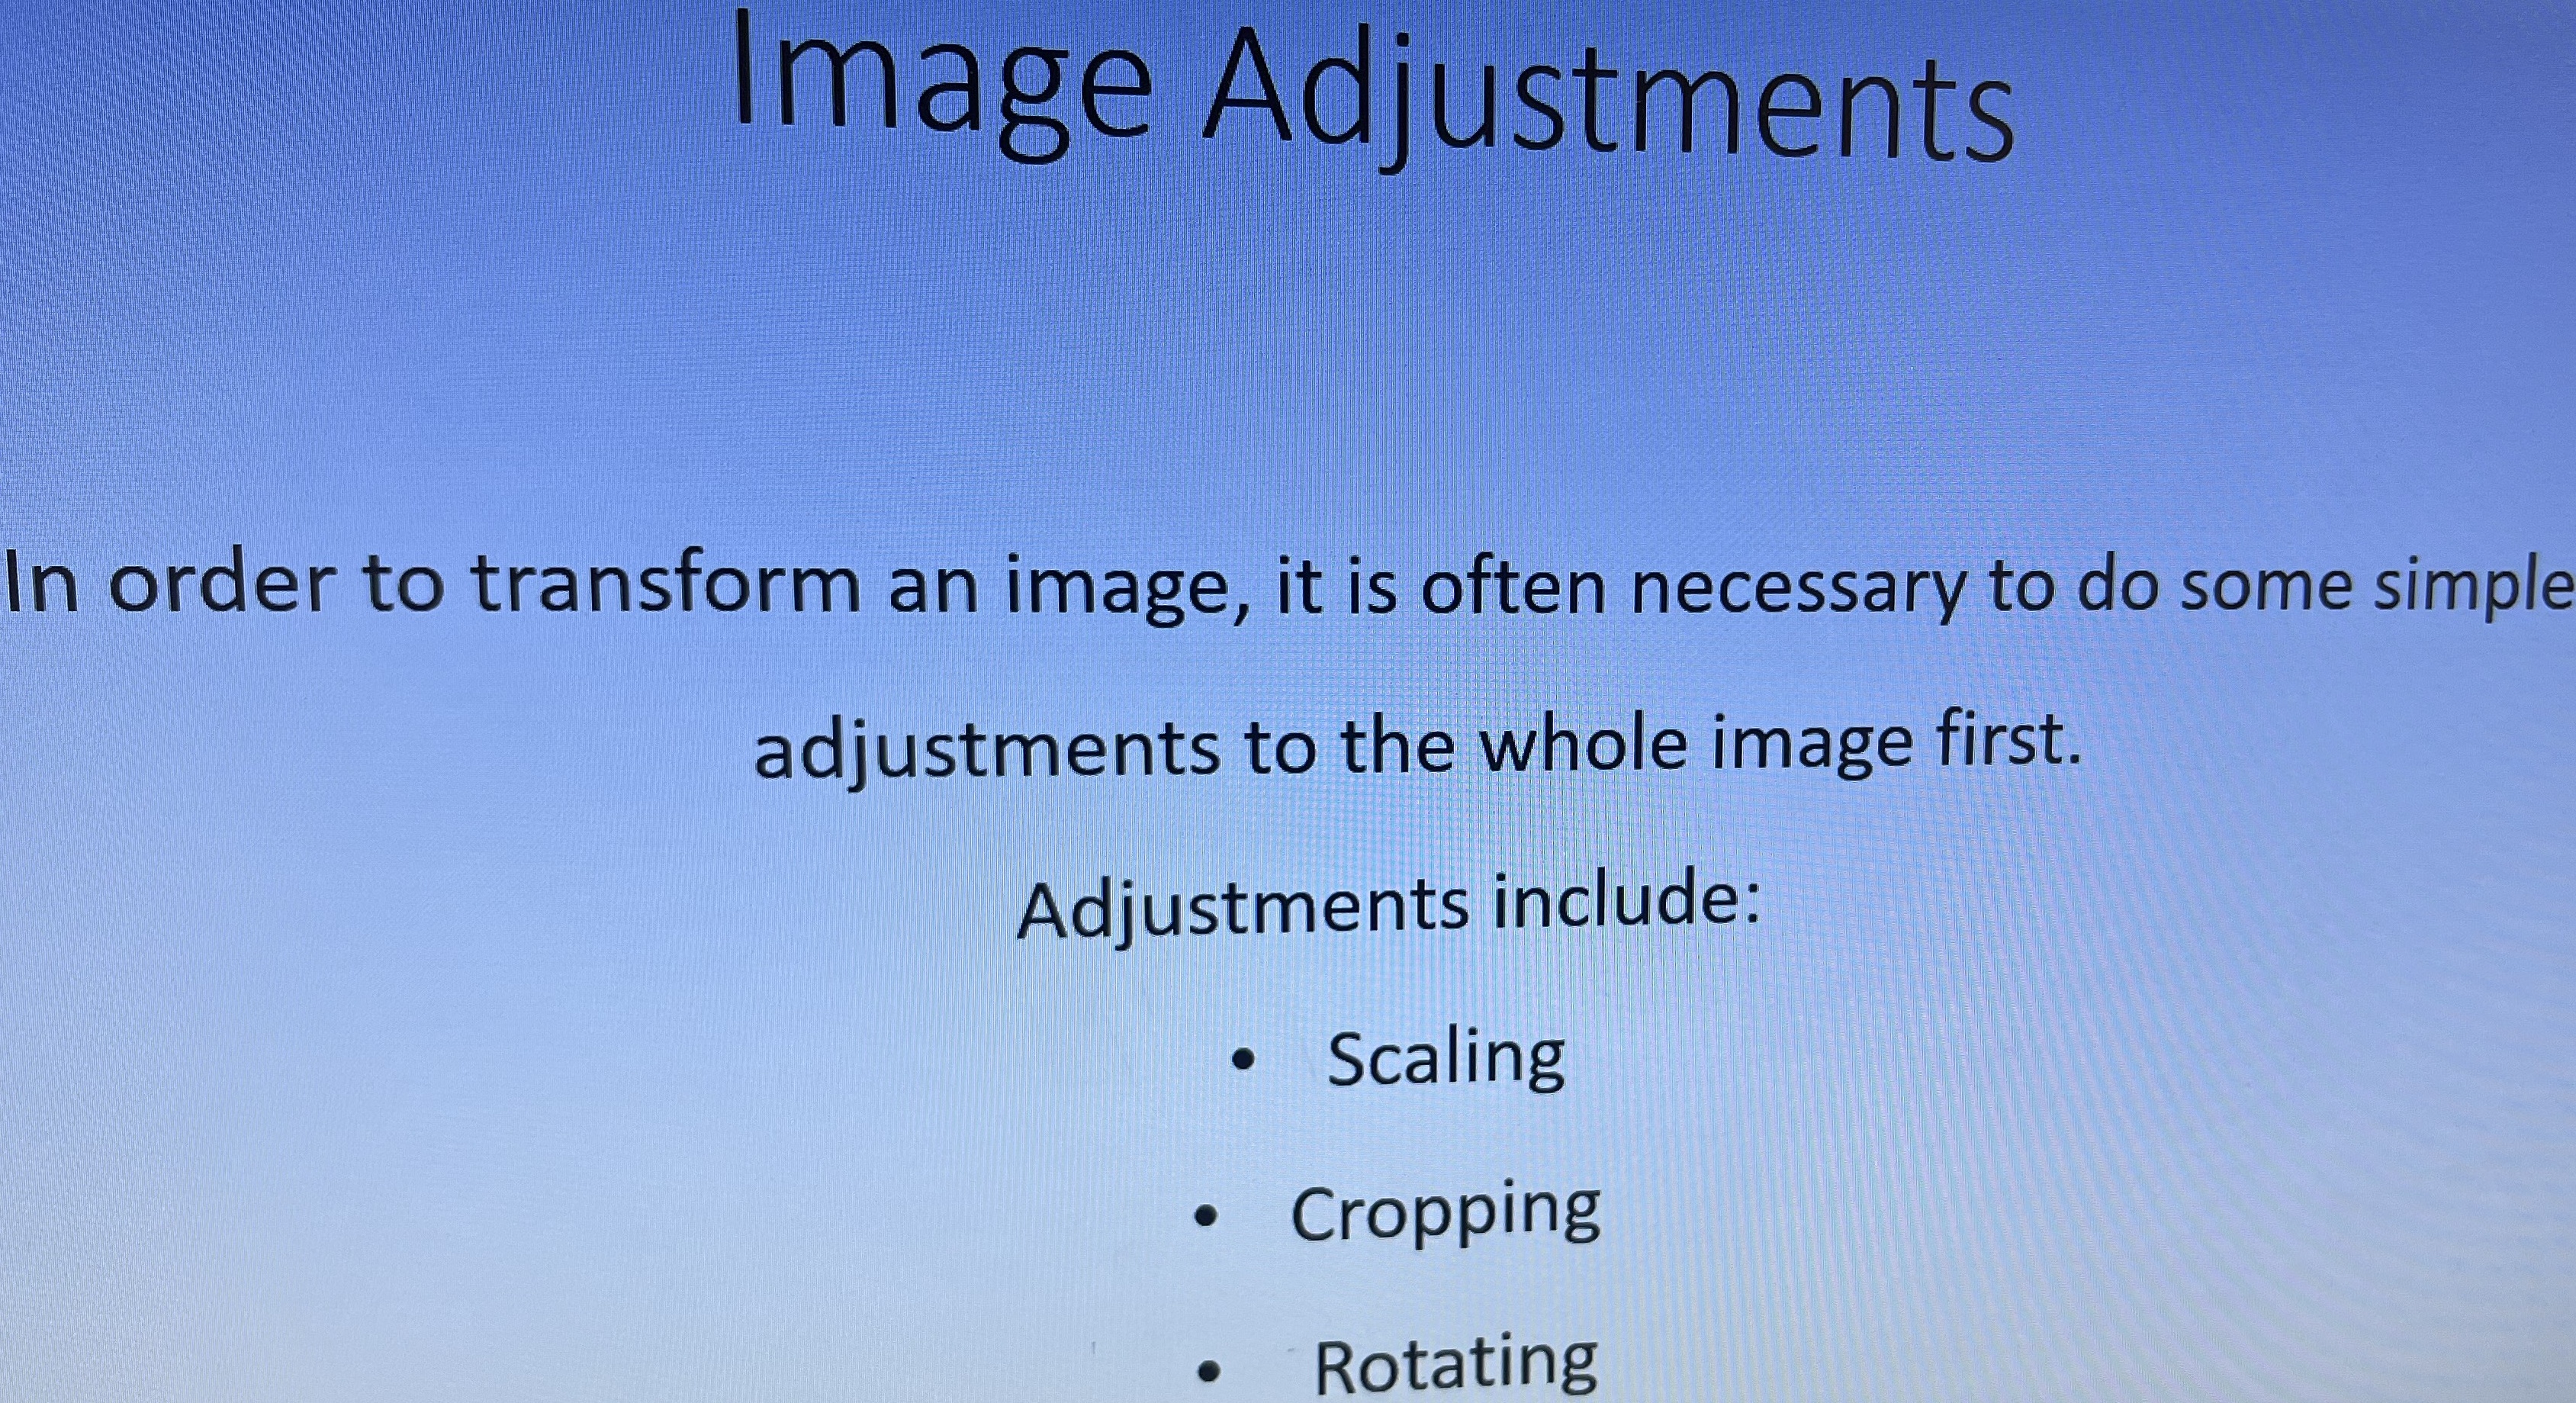 Image Adjustments
In order to transform an image, it is often necessary to do some simple
adjustments to the whole image first.
Adjustments include:
• Scaling
• Cropping
• Rotating